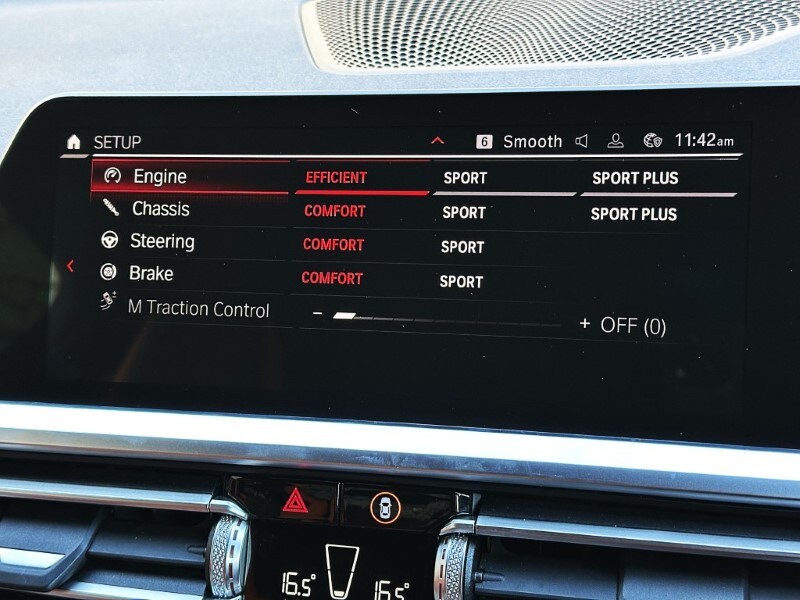 SETUP 6 Smooth 11:42am
Engine EFFICIENT SPORT SPORT PLUS
Chassis COMFORT SPORT SPORT PLUS
Steering COMFORT SPORT
Brake COMFORT SPORT
M Traction Control − + OFF (0)
16.5° 16.5°